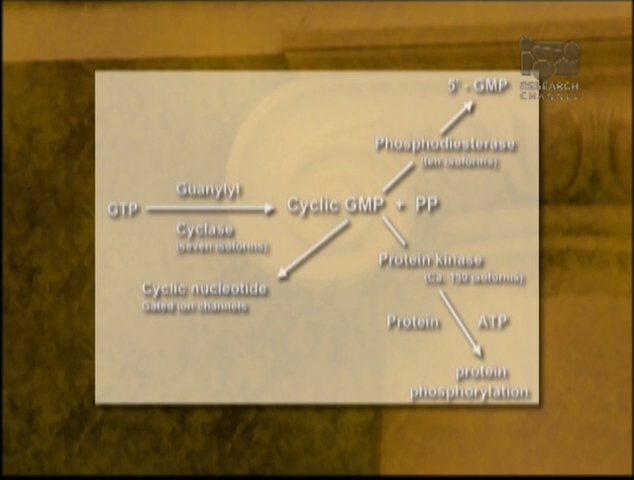 RESEARCH
CHANNEL
5' - GMP
Phosphodiesterase
(ten isoforms)
Guanylyl
GTP
Cyclic GMP + PP
Cyclase
(seven isoforms)
Protein kinase
(Ca. 150 isoforms)
Cyclic nucleotide
Gated ion channels
Protein ATP
protein
phosphorylation